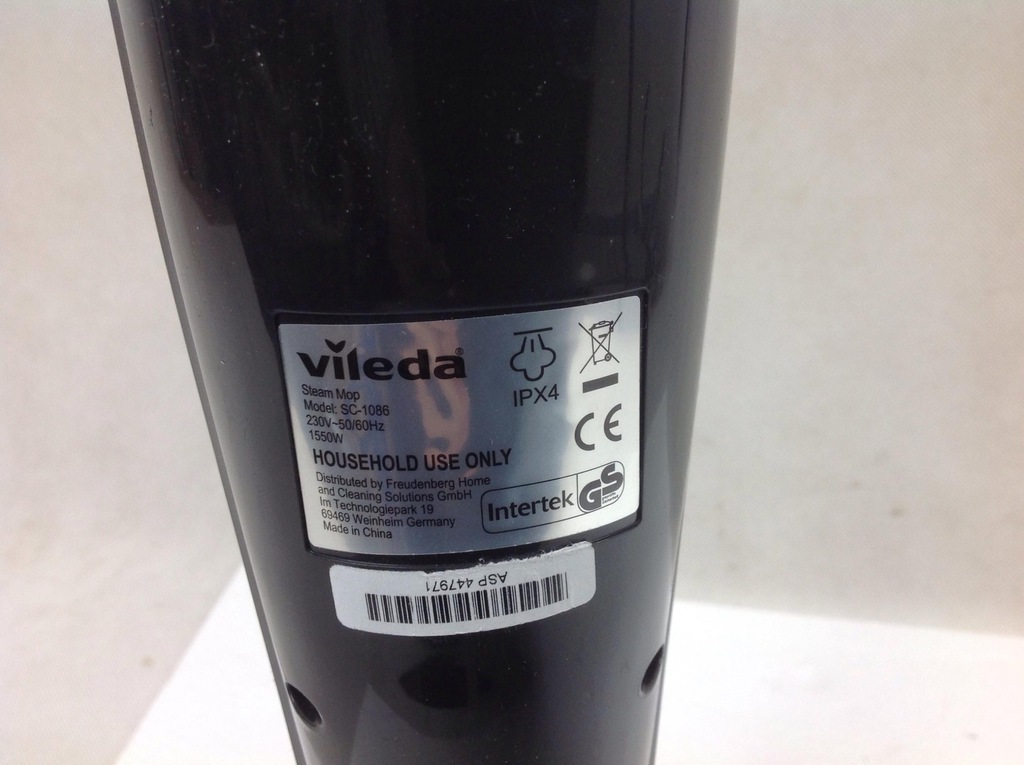 vileda®
Steam Mop
Model: SC-1086
230V~50/60Hz
1550W
HOUSEHOLD USE ONLY
Distributed by Freudenberg Home
and Cleaning Solutions GmbH
Im Technologiepark 19
69469 Weinheim Germany
Made in China
IPX4
CE
Intertek
GS
ASP 447971